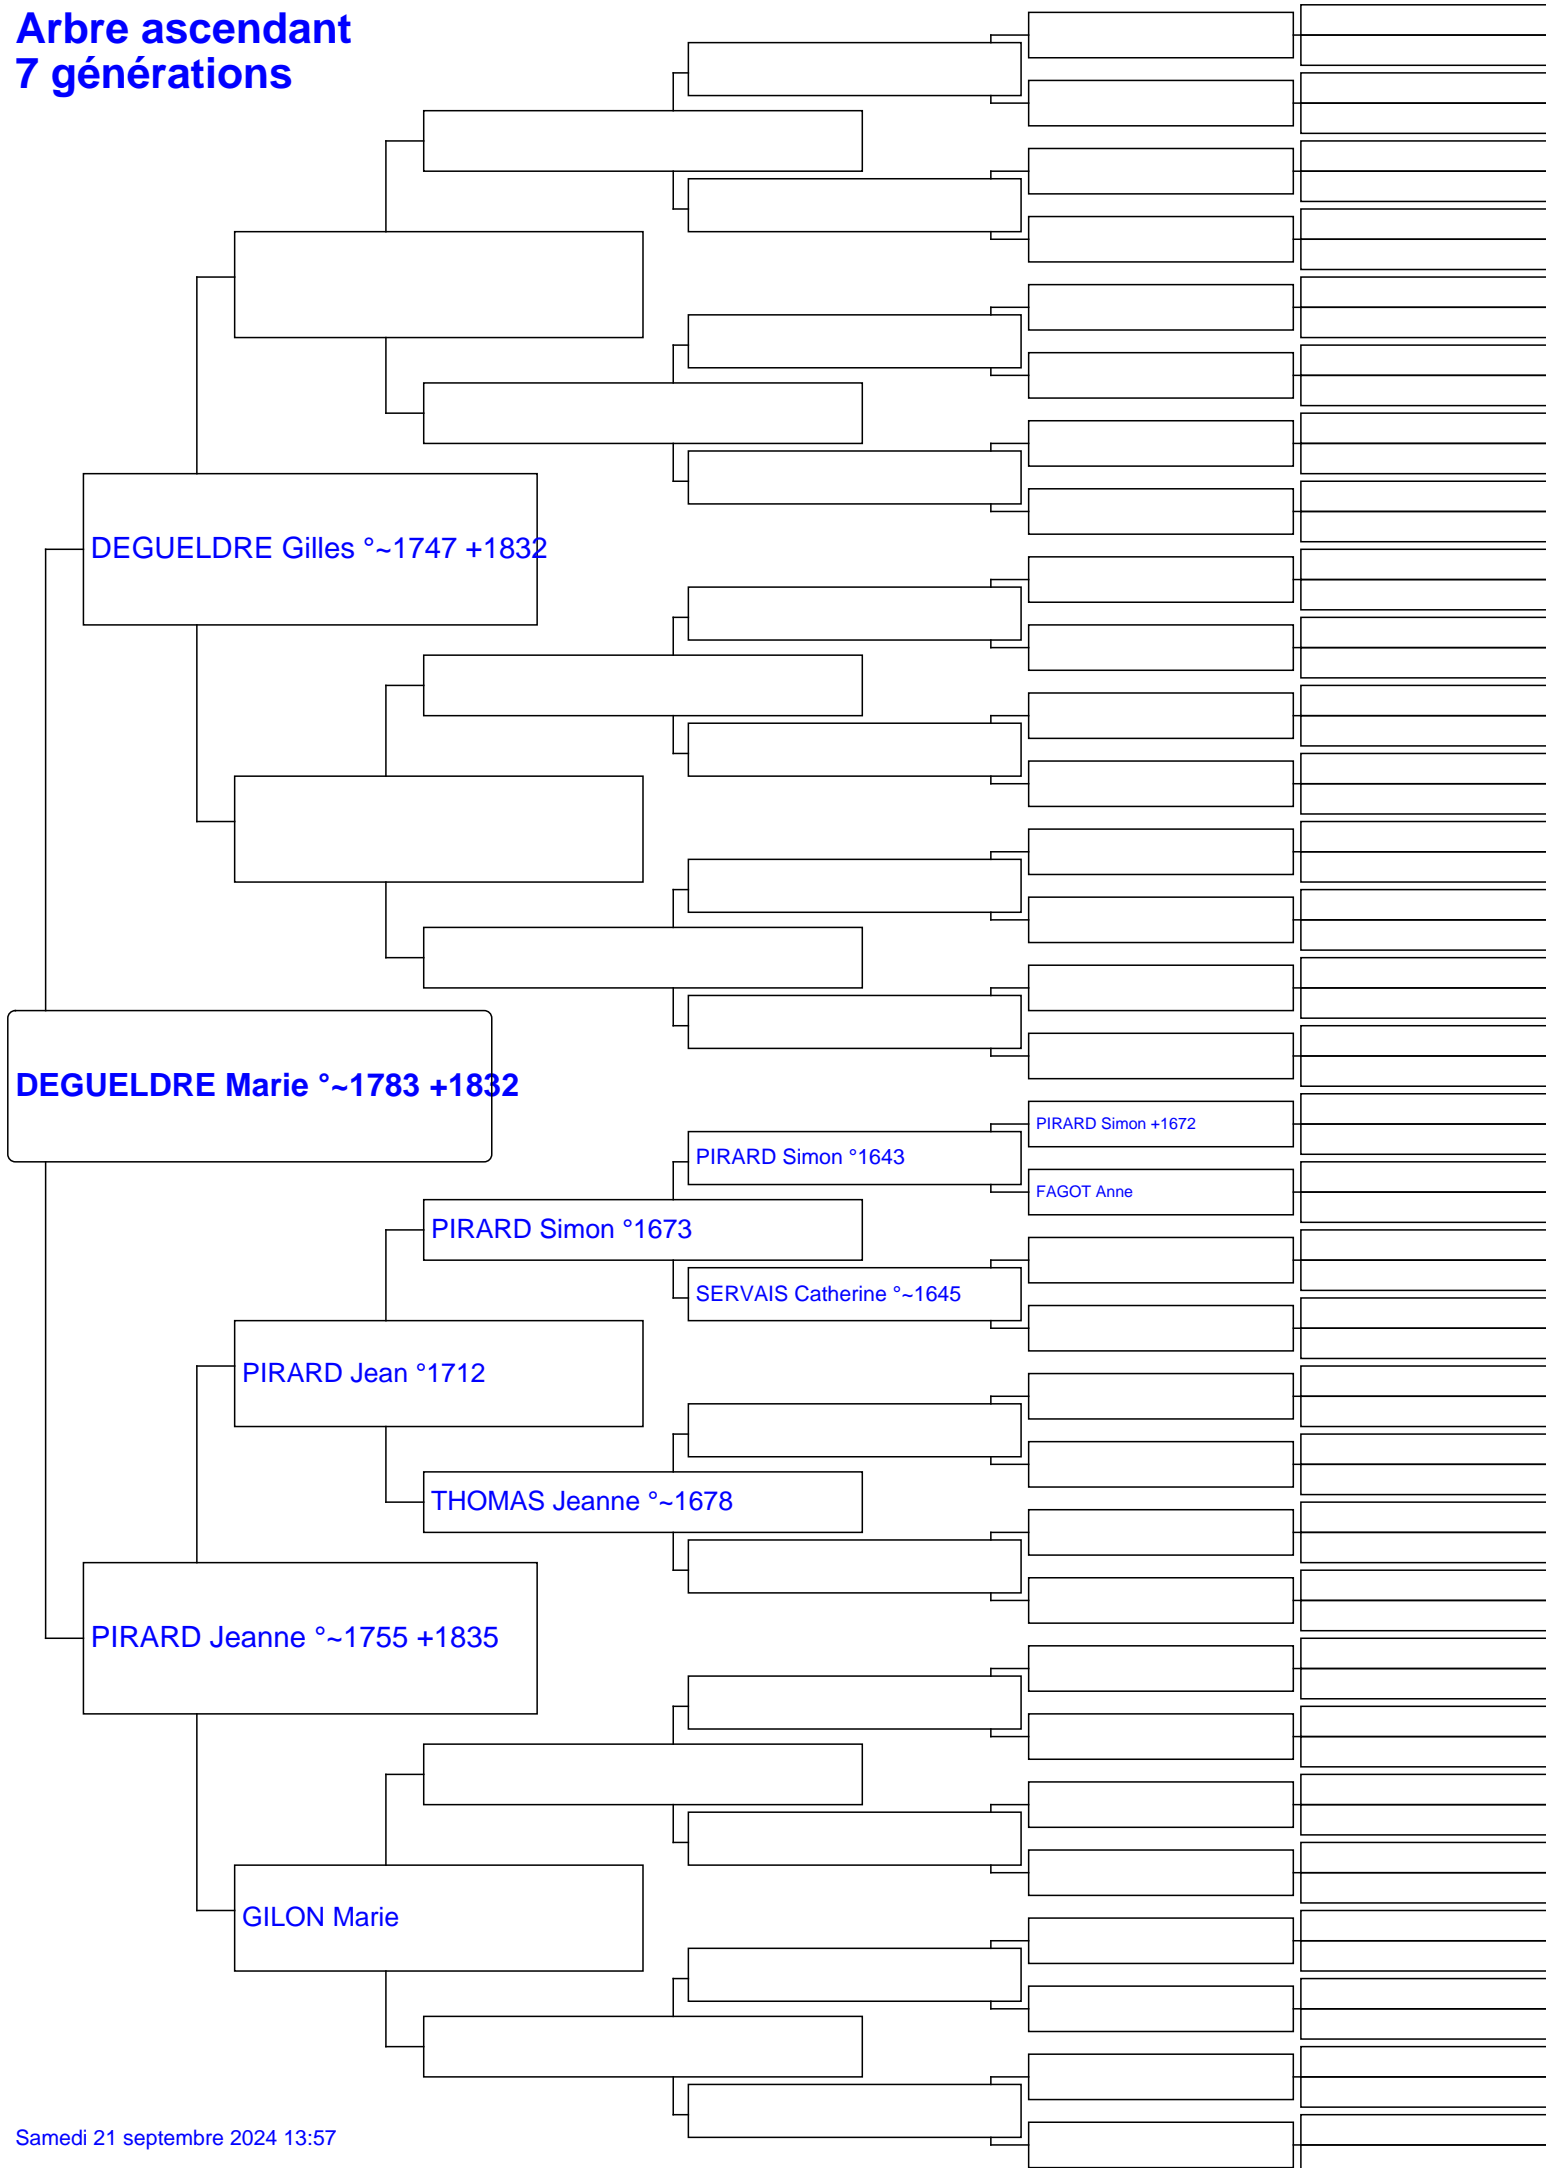 Arbre ascendant
7 générations
DEGUELDRE Gilles °~1747 +1832
DEGUELDRE Marie °~1783 +1832
PIRARD Simon +1672
PIRARD Simon °1643
FAGOT Anne
PIRARD Simon °1673
SERVAIS Catherine °~1645
PIRARD Jean °1712
THOMAS Jeanne °~1678
PIRARD Jeanne °~1755 +1835
GILON Marie
Samedi 21 septembre 2024 13:57